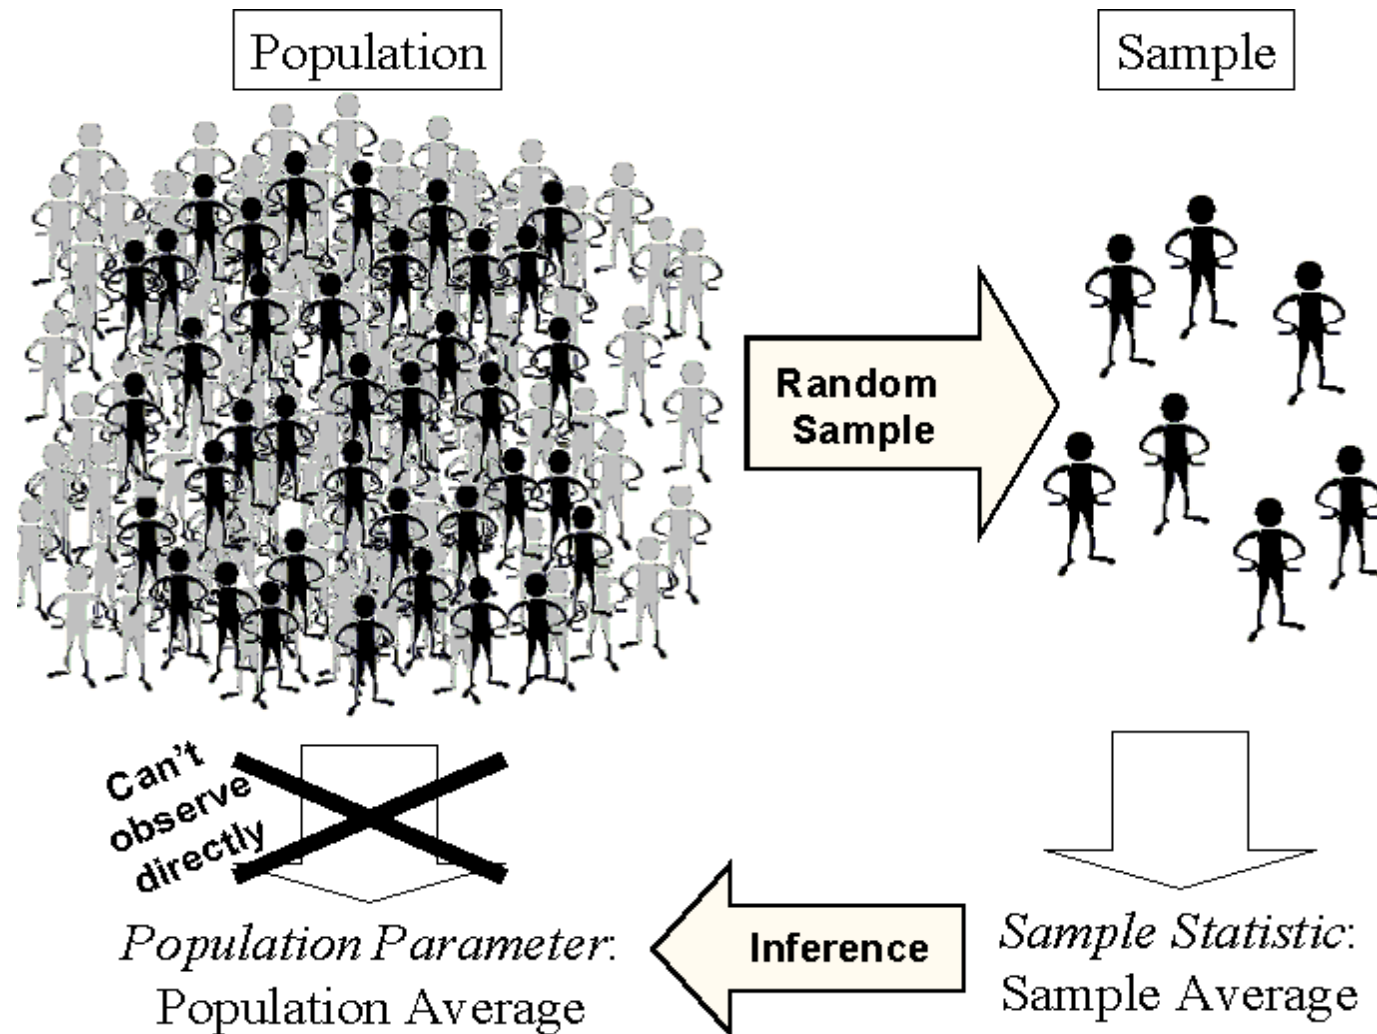 Population
Sample
Random
Sample
Can't
observe
directly
Inference
Population Parameter:
Population Average
Sample Statistic:
Sample Average